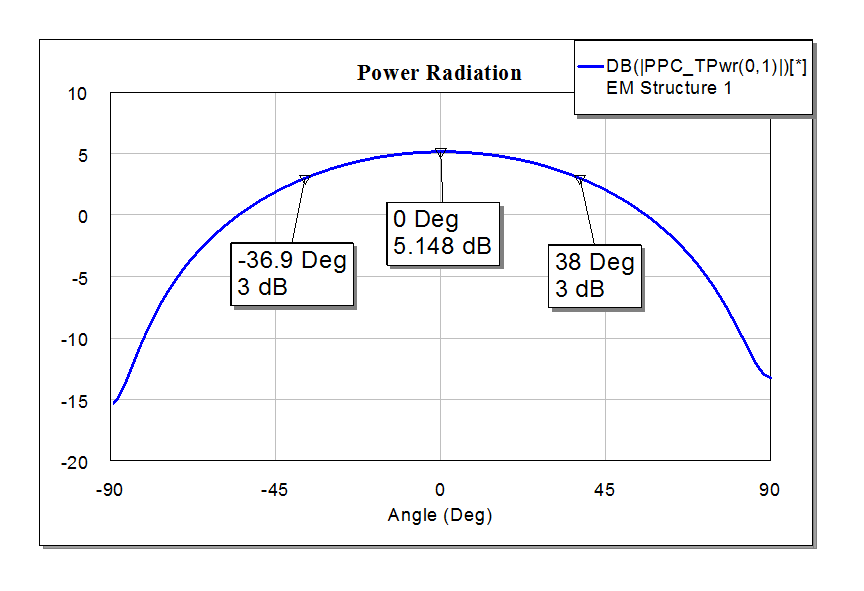 Power Radiation
DB(|PPC_TPwr(0,1)|)[*]
EM Structure 1
10
5
0
-5
-10
-15
-20
0 Deg
5.148 dB
-36.9 Deg
3 dB
38 Deg
3 dB
-90
-45
0
45
90
Angle (Deg)